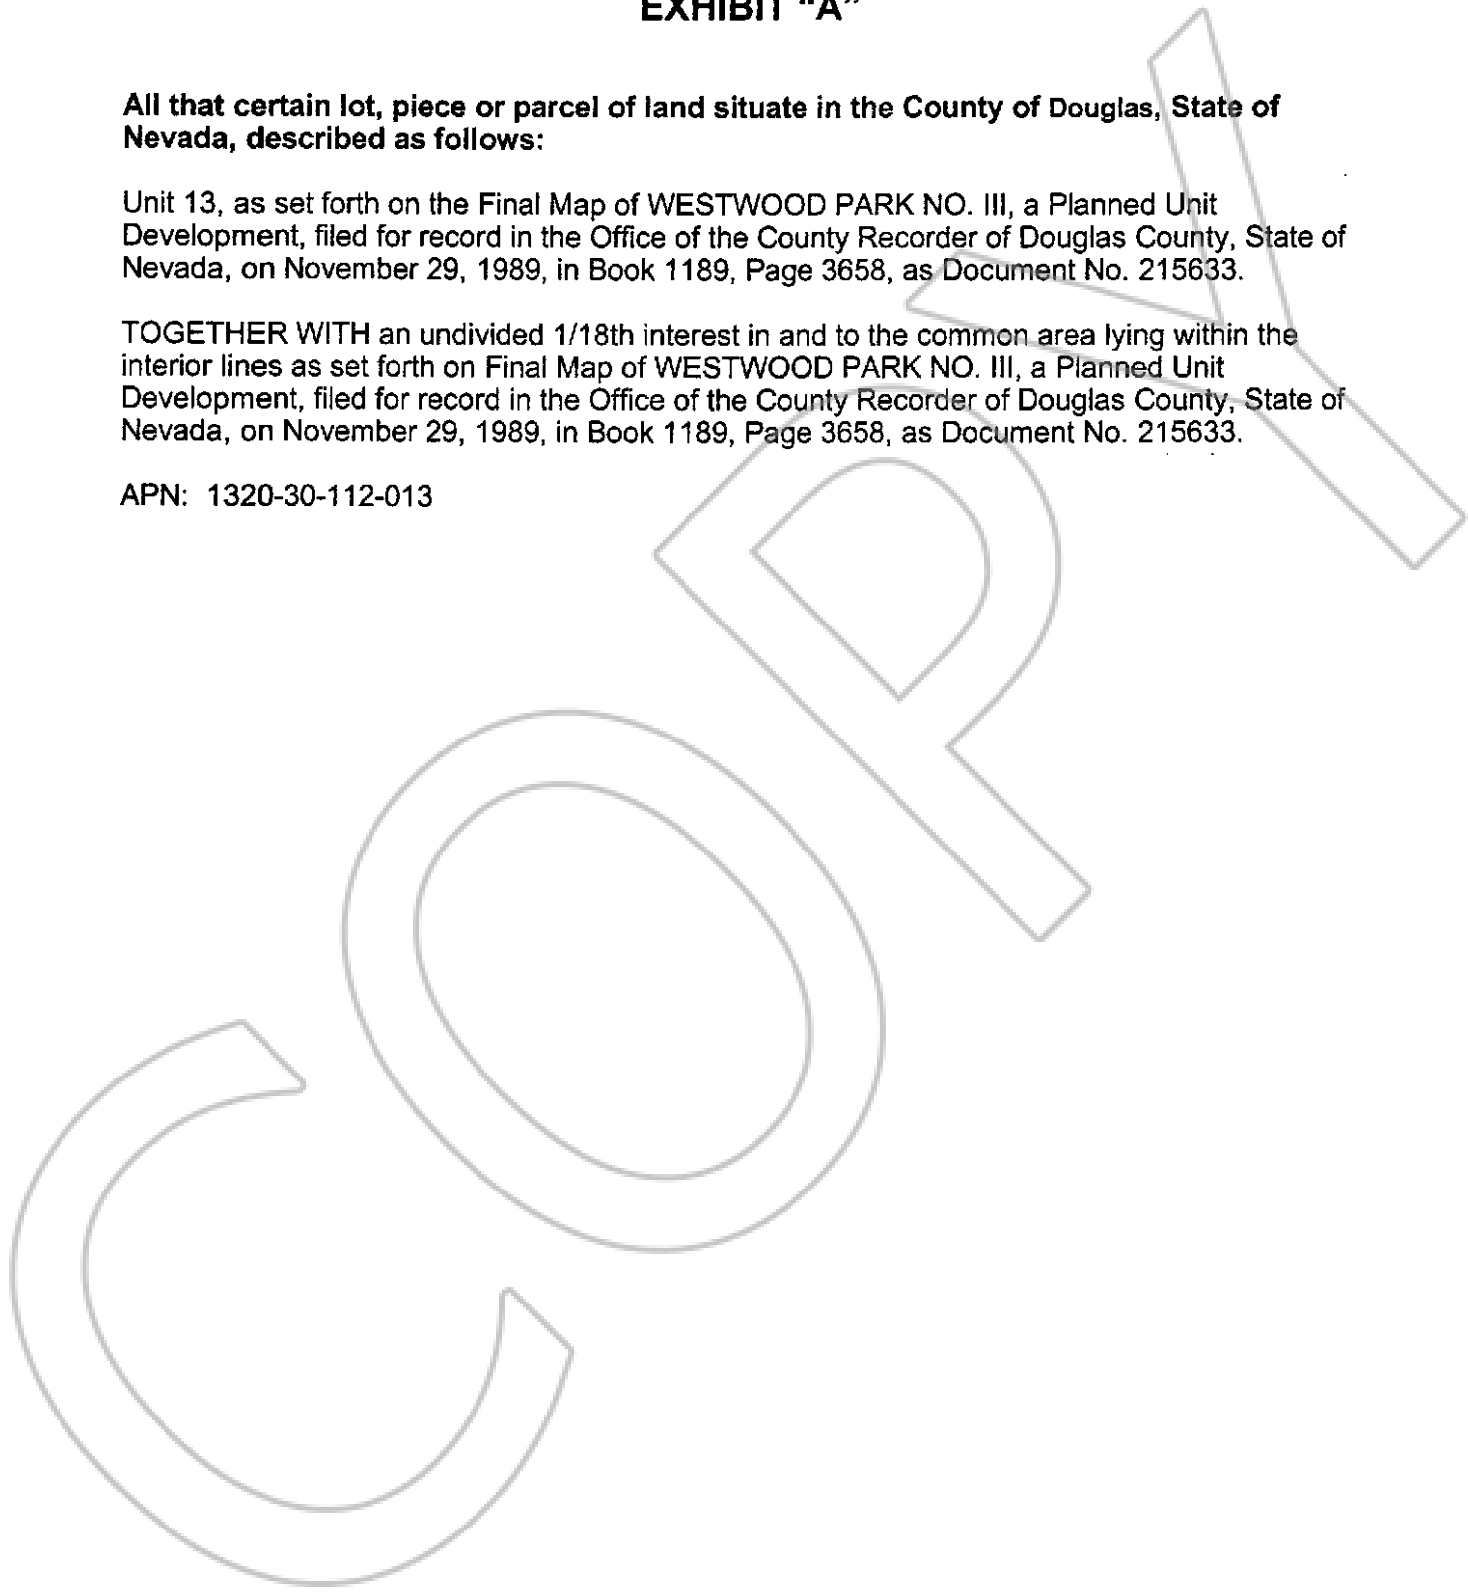 EXHIBIT "A"
All that certain lot, piece or parcel of land situate in the County of Douglas, State of
Nevada, described as follows:
Unit 13, as set forth on the Final Map of WESTWOOD PARK NO. III, a Planned Unit
Development, filed for record in the Office of the County Recorder of Douglas County, State of
Nevada, on November 29, 1989, in Book 1189, Page 3658, as Document No. 215633.
TOGETHER WITH an undivided 1/18th interest in and to the common area lying within the
interior lines as set forth on Final Map of WESTWOOD PARK NO. III, a Planned Unit
Development, filed for record in the Office of the County Recorder of Douglas County, State of
Nevada, on November 29, 1989, in Book 1189, Page 3658, as Document No. 215633.
APN: 1320-30-112-013
COPY